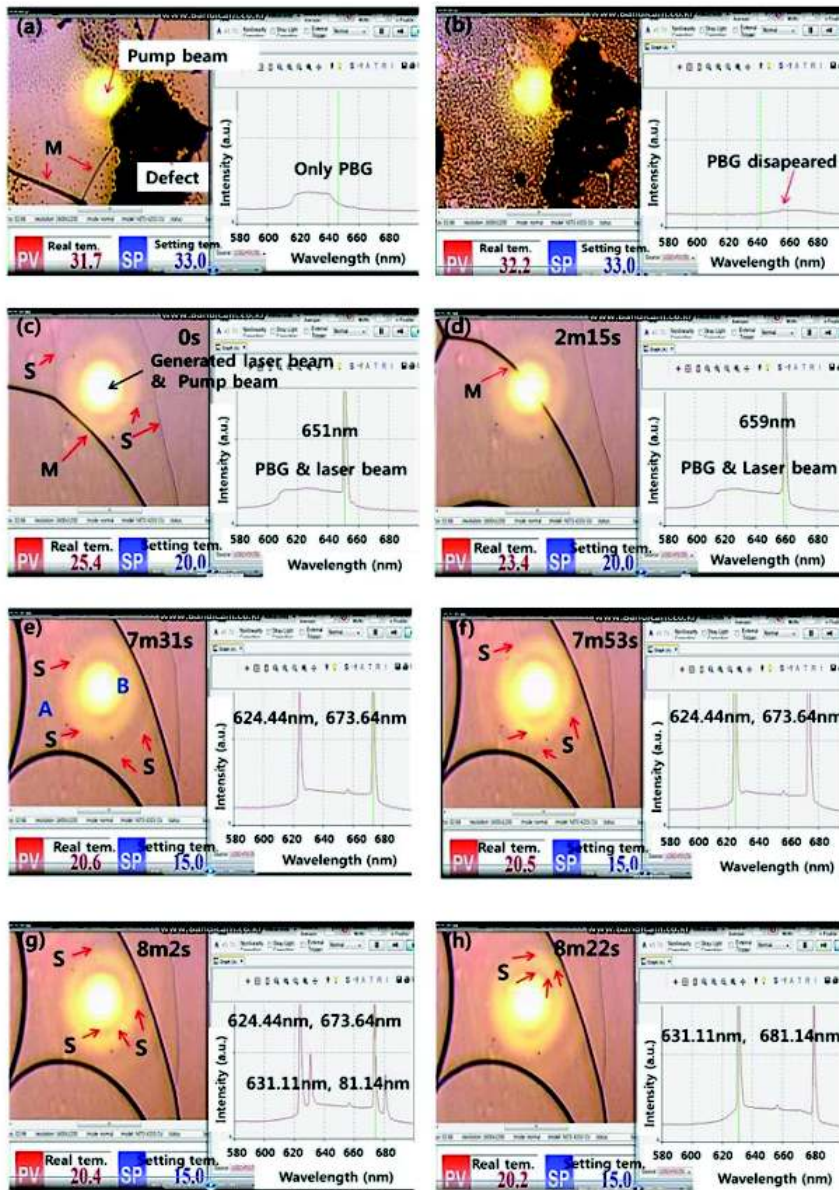 www.BANDICAM.co.kr
(a)
Pump beam
M
Defect
Only PBG
Intensity (a.u.)
580 600 620 640 660 680
Wavelength (nm)
Real tem.
PV 31.7
Setting tem.
SP 33.0
(b)
PBG disapeared
Intensity (a.u.)
580 600 620 640 660 680
Wavelength (nm)
Real tem.
PV 32.2
Setting tem.
SP 33.0
(c)
0s
S
Generated laser beam
& Pump beam
S
M
651nm
PBG & laser beam
Intensity (a.u.)
580 600 620 640 660 680
Wavelength (nm)
Real tem.
PV 25.4
Setting tem.
SP 20.0
(d)
2m15s
M
659nm
PBG & Laser beam
Intensity (a.u.)
580 600 620 640 660 680
Wavelength (nm)
Real tem.
PV 23.4
Setting tem.
SP 20.0
(e)
7m31s
S
B
A
S
S
624.44nm, 673.64nm
Intensity (a.u.)
580 600 620 640 660 680
Wavelength (nm)
Real tem.
PV 20.6
Setting tem.
SP 15.0
(f)
7m53s
S
S
624.44nm, 673.64nm
Intensity (a.u. )
580 600 620 640 660 680
Wavelength (nm)
Real tem.
PV 20.5
Setting tem.
SP 15.0
(g)
8m2s
S
S
S
624.44nm, 673.64nm
631.11nm, 81.14nm
Intensity (a.u.)
580 600 620 640 660 680
Wavelength (nm)
Real tem.
PV 20.4
Setting tem.
SP 15.0
(h)
8m22s
S
631.11nm, 681.14nm
Intensity (a.u.)
580 600 620 640 660 680
Wavelength (nm)
Real tem.
PV 20.2
Setting tem.
SP 15.0